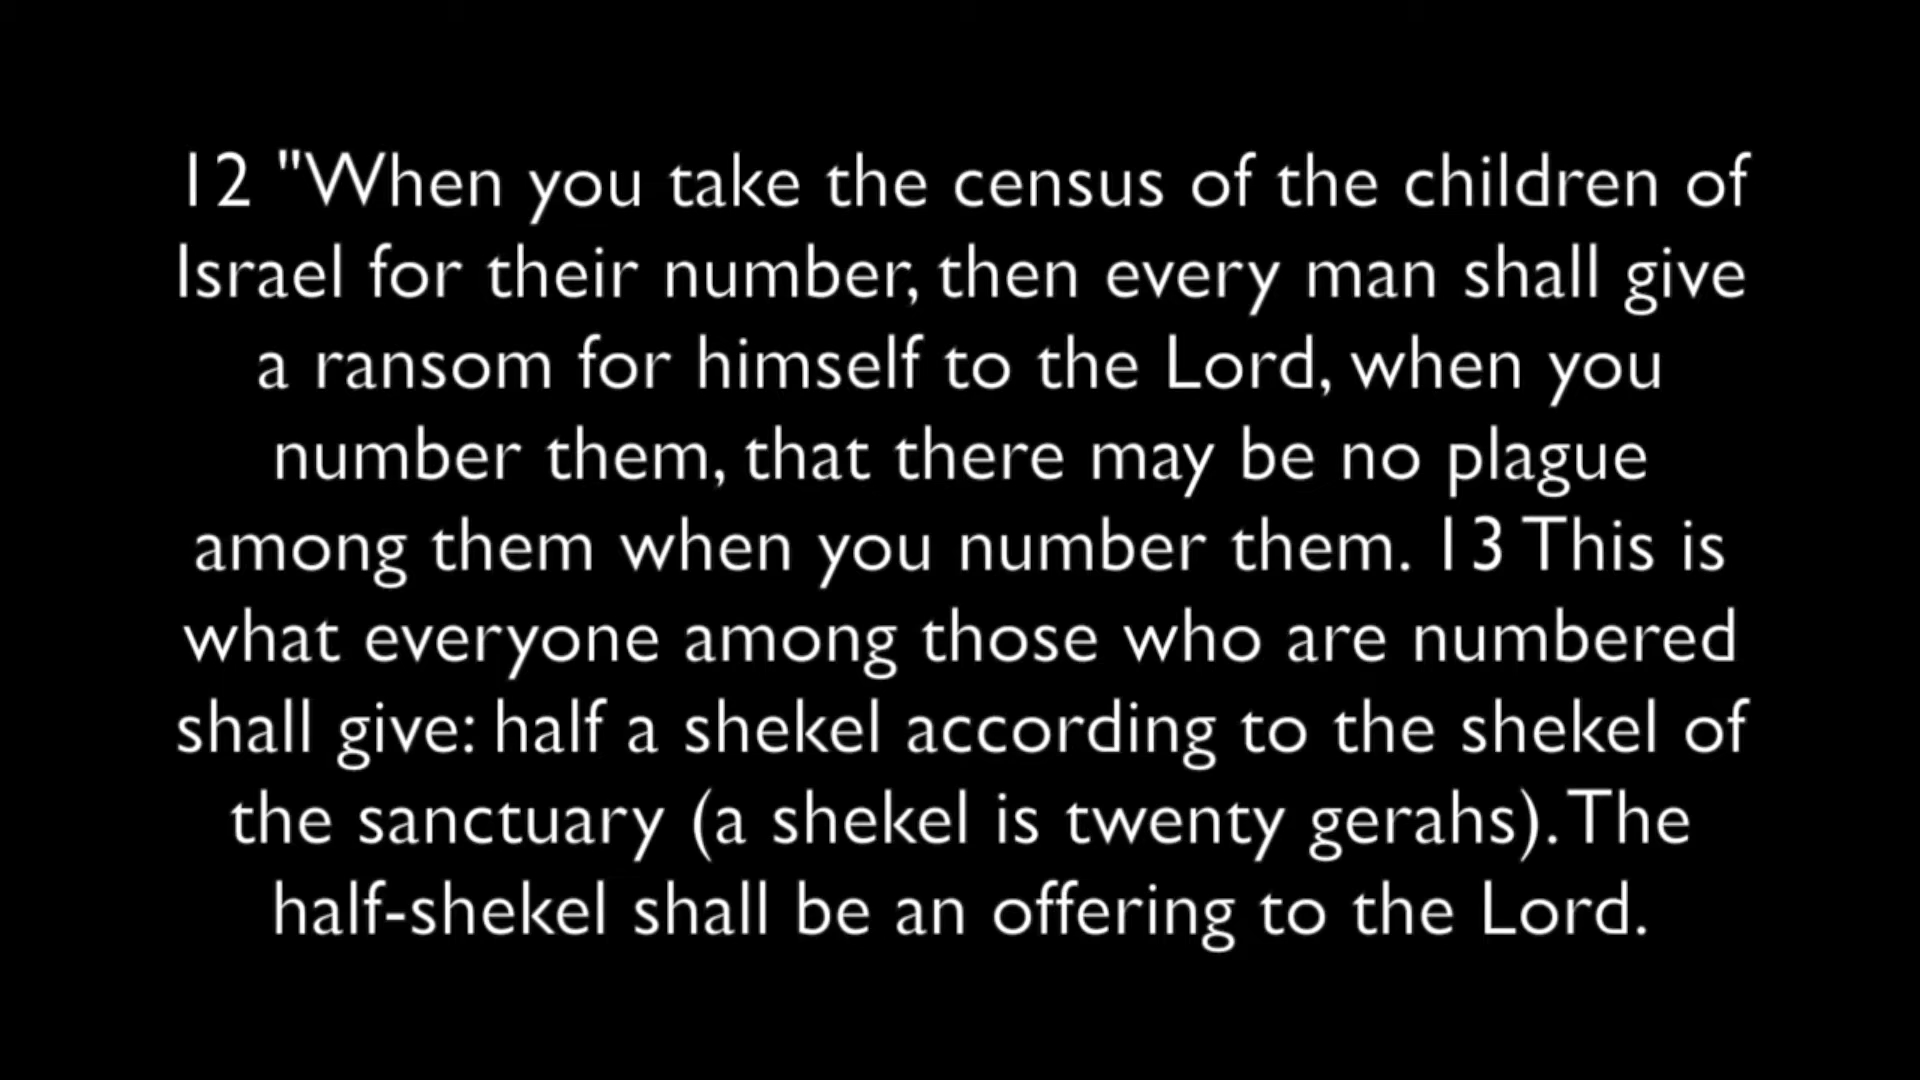 12 "When you take the census of the children of
Israel for their number, then every man shall give
a ransom for himself to the Lord, when you
number them, that there may be no plague
among them when you number them. 13 This is
what everyone among those who are numbered
shall give: half a shekel according to the shekel of
the sanctuary (a shekel is twenty gerahs). The
half-shekel shall be an offering to the Lord.